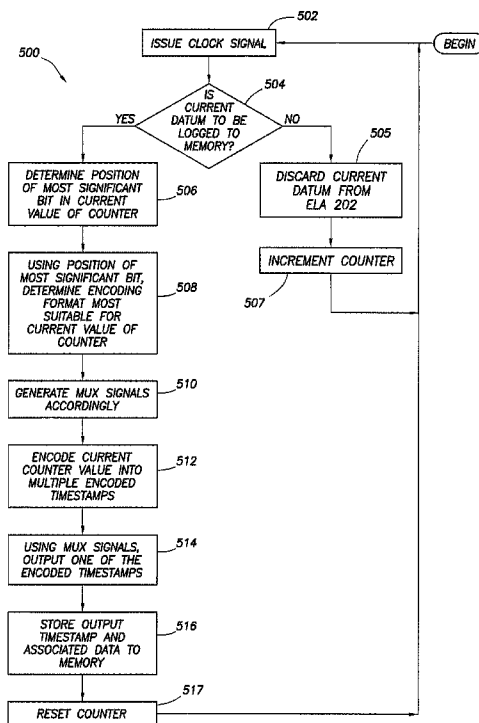 502
ISSUE CLOCK SIGNAL
BEGIN
500
504
IS
CURRENT
DATUM TO BE
LOGGED TO
MEMORY?
YES
NO
505
DISCARD CURRENT
DATUM FROM
ELA 202
INCREMENT COUNTER
507
DETERMINE POSITION
OF MOST SIGNIFICANT
BIT IN CURRENT
VALUE OF COUNTER
506
USING POSITION OF
MOST SIGNIFICANT BIT,
DETERMINE ENCODING
FORMAT MOST
SUITABLE FOR
CURRENT VALUE OF
COUNTER
508
GENERATE MUX SIGNALS
ACCORDINGLY
510
ENCODE CURRENT
COUNTER VALUE INTO
MULTIPLE ENCODED
TIMESTAMPS
512
USING MUX SIGNALS,
OUTPUT ONE OF THE
ENCODED TIMESTAMPS
514
STORE OUTPUT
TIMESTAMP AND
ASSOCIATED DATA TO
MEMORY
516
RESET COUNTER
517